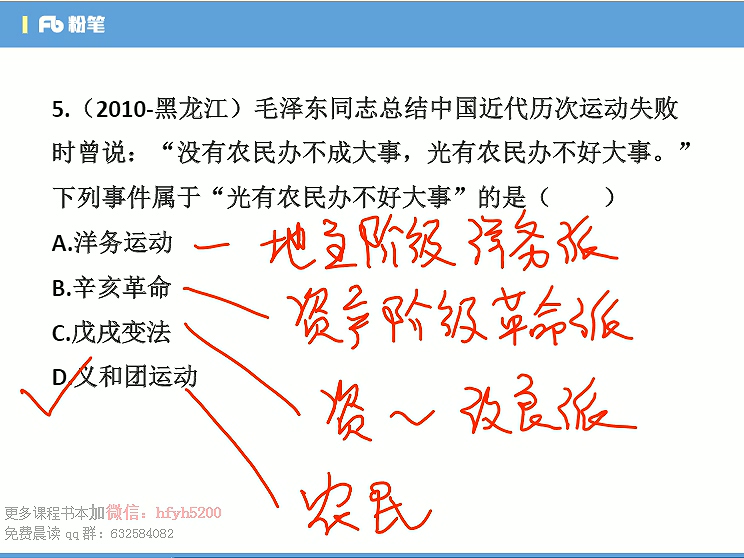 粉笔
5.（2010-黑龙江）毛泽东同志总结中国近代历次运动失败
时曾说：“没有农民办不成大事，光有农民办不好大事。”
下列事件属于“光有农民办不好大事”的是（　　）
A.洋务运动 — 地主阶级 洋务派
B.辛亥革命 资产阶级革命派
C.戊戌变法 资～ 改良派
D.义和团运动 农民
更多课程书本加微信：hfyh5200
免费晨读qq群：632584082